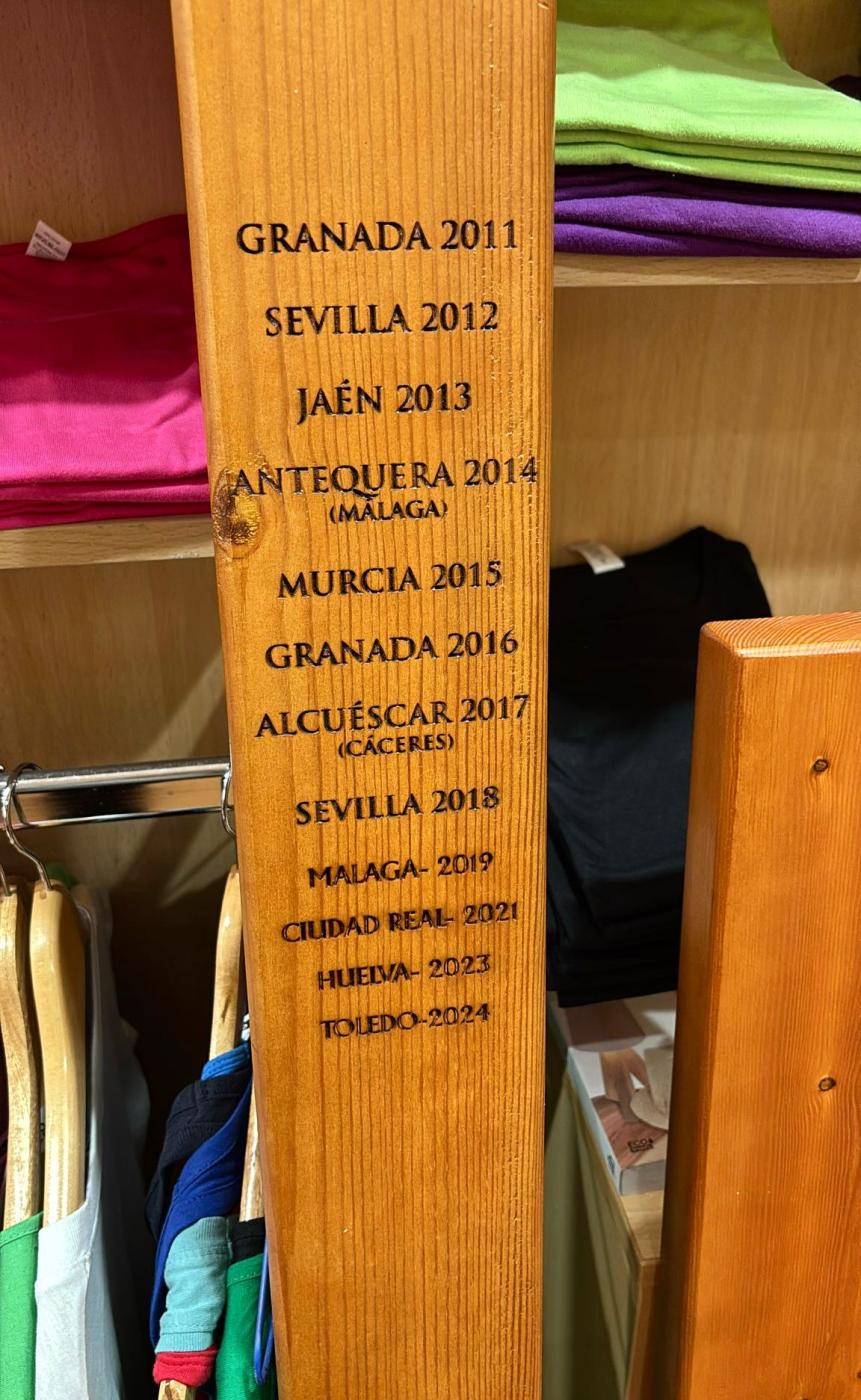 GRANADA 2011
SEVILLA 2012
JAÉN 2013
ANTEQUERA 2014
(MÁLAGA)
MURCIA 2015
GRANADA 2016
ALCUÉSCAR 2017
(CÁCERES)
SEVILLA 2018
MALAGA- 2019
CIUDAD REAL- 2021
HUELVA- 2023
TOLEDO-2024